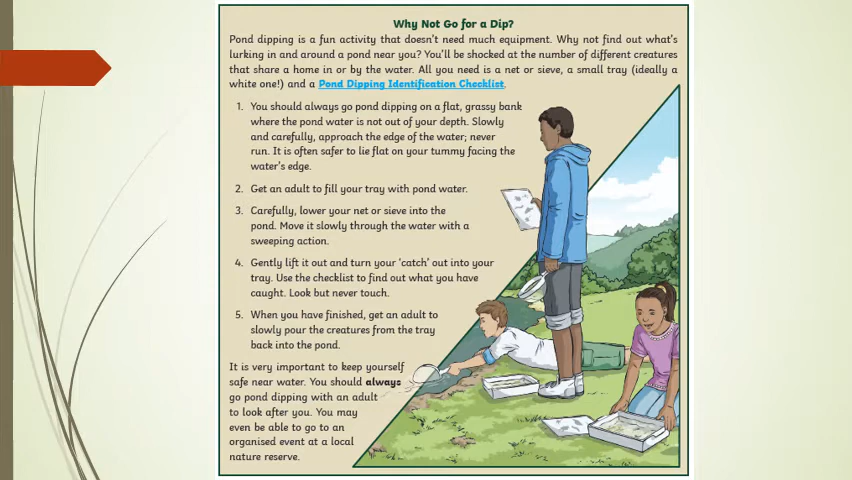 Why Not Go for a Dip?
Pond dipping is a fun activity that doesn't need much equipment. Why not find out what's
lurking in and around a pond near you? You'll be shocked at the number of different creatures
that share a home in or by the water. All you need is a net or sieve, a small tray (ideally a
white one!) and a Pond Dipping Identification Checklist.
1. You should always go pond dipping on a flat, grassy bank
where the pond water is not out of your depth. Slowly
and carefully, approach the edge of the water; never
run. It is often safer to lie flat on your tummy facing the
water's edge.
2. Get an adult to fill your tray with pond water.
3. Carefully, lower your net or sieve into the
pond. Move it slowly through the water with a
sweeping action.
4. Gently lift it out and turn your 'catch' out into your
tray. Use the checklist to find out what you have
caught. Look but never touch.
5. When you have finished, get an adult to
slowly pour the creatures from the tray
back into the pond.
It is very important to keep yourself
safe near water. You should always
go pond dipping with an adult
to look after you. You may
even be able to go to an
organised event at a local
nature reserve.